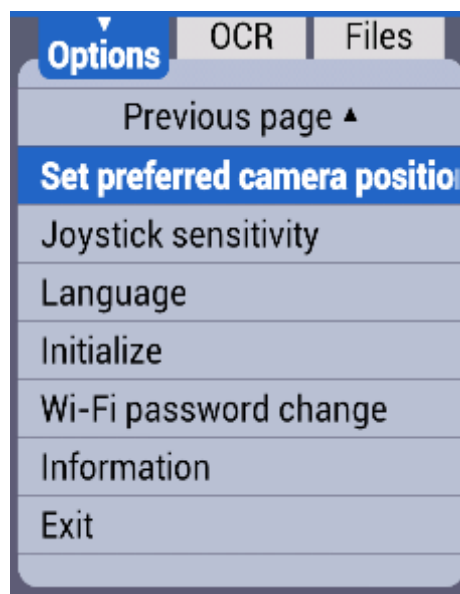 Options OCR Files
Previous page ▲
Set preferred camera positio
Joystick sensitivity
Language
Initialize
Wi-Fi password change
Information
Exit